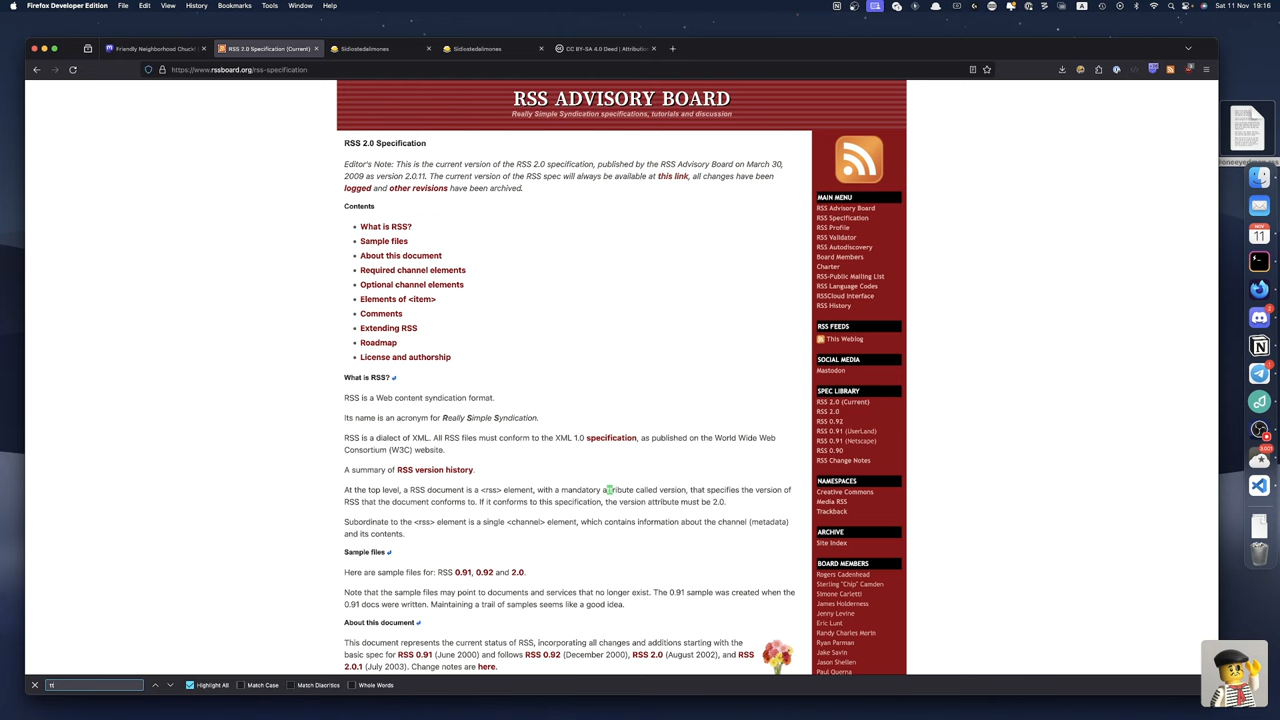 Firefox Developer Edition File Edit View History Bookmarks Tools Window Help
Mon 11 Nov 19:16
Friendly Neighborhood Chuck
RSS 2.0 Specification (Current)
Sidiostedalimones
Sidiostedalimones
CC BY-SA 4.0 Deed | Attribution
https://www.rssboard.org/rss-specification
RSS ADVISORY BOARD
Really Simple Syndication specifications, tutorials and discussion
RSS 2.0 Specification
Editor's Note: This is the current version of the RSS 2.0 specification, published by the RSS Advisory Board on March 30,
2009 as version 2.0.11. The current version of the RSS spec will always be available at this link, all changes have been
logged and other revisions have been archived.
Contents
What is RSS?
Sample files
About this document
Required channel elements
Optional channel elements
Elements of <item>
Comments
Extending RSS
Roadmap
License and authorship
What is RSS?
RSS is a Web content syndication format.
Its name is an acronym for Really Simple Syndication.
RSS is a dialect of XML. All RSS files must conform to the XML 1.0 specification, as published on the World Wide Web
Consortium (W3C) website.
A summary of RSS version history.
At the top level, a RSS document is a <rss> element, with a mandatory attribute called version, that specifies the version of
RSS that the document conforms to. If it conforms to this specification, the version attribute must be 2.0.
Subordinate to the <rss> element is a single <channel> element, which contains information about the channel (metadata)
and its contents.
Sample files
Here are sample files for: RSS 0.91, 0.92 and 2.0.
Note that the sample files may point to documents and services that no longer exist. The 0.91 sample was created when the
0.91 docs were written. Maintaining a trail of samples seems like a good idea.
About this document
This document represents the current status of RSS, incorporating all changes and additions starting with the
basic spec for RSS 0.91 (June 2000) and follows RSS 0.92 (December 2000), RSS 2.0 (August 2002), and RSS
2.0.1 (July 2003). Change notes are here.
MAIN MENU
RSS Advisory Board
RSS Specification
RSS Profile
RSS Validator
RSS Autodiscovery
Board Members
Charter
RSS-Public Mailing List
RSS Language Codes
RSSCloud Interface
RSS History
RSS FEEDS
This Weblog
SOCIAL MEDIA
Mastodon
SPEC LIBRARY
RSS 2.0 (Current)
RSS 2.0
RSS 0.92
RSS 0.91 (UserLand)
RSS 0.91 (Netscape)
RSS 0.90
RSS Change Notes
NAMESPACES
Creative Commons
Media RSS
Trackback
ARCHIVE
Site Index
BOARD MEMBERS
Rogers Cadenhead
Sterling "Chip" Camden
Simone Carletti
James Holderness
Jenny Levine
Eric Lunt
Randy Charles Morin
Ryan Parman
Jake Savin
Jason Shellen
Paul Querna
NOV
11
2
1
3,601
tt
Highlight All Match Case Match Diacritics Whole Words